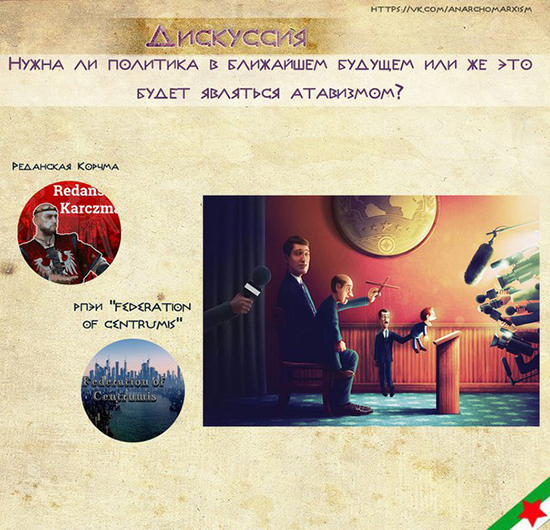 https://vk.com/anarchomarxism
Дискуссия
Нужна ли политика в ближайшем будущем или же это
будет являться атавизмом?
Реданская Корчма
Redans
Karczma
РПЭИ "Federation
of Centrumis"
Federation of
Centrumis